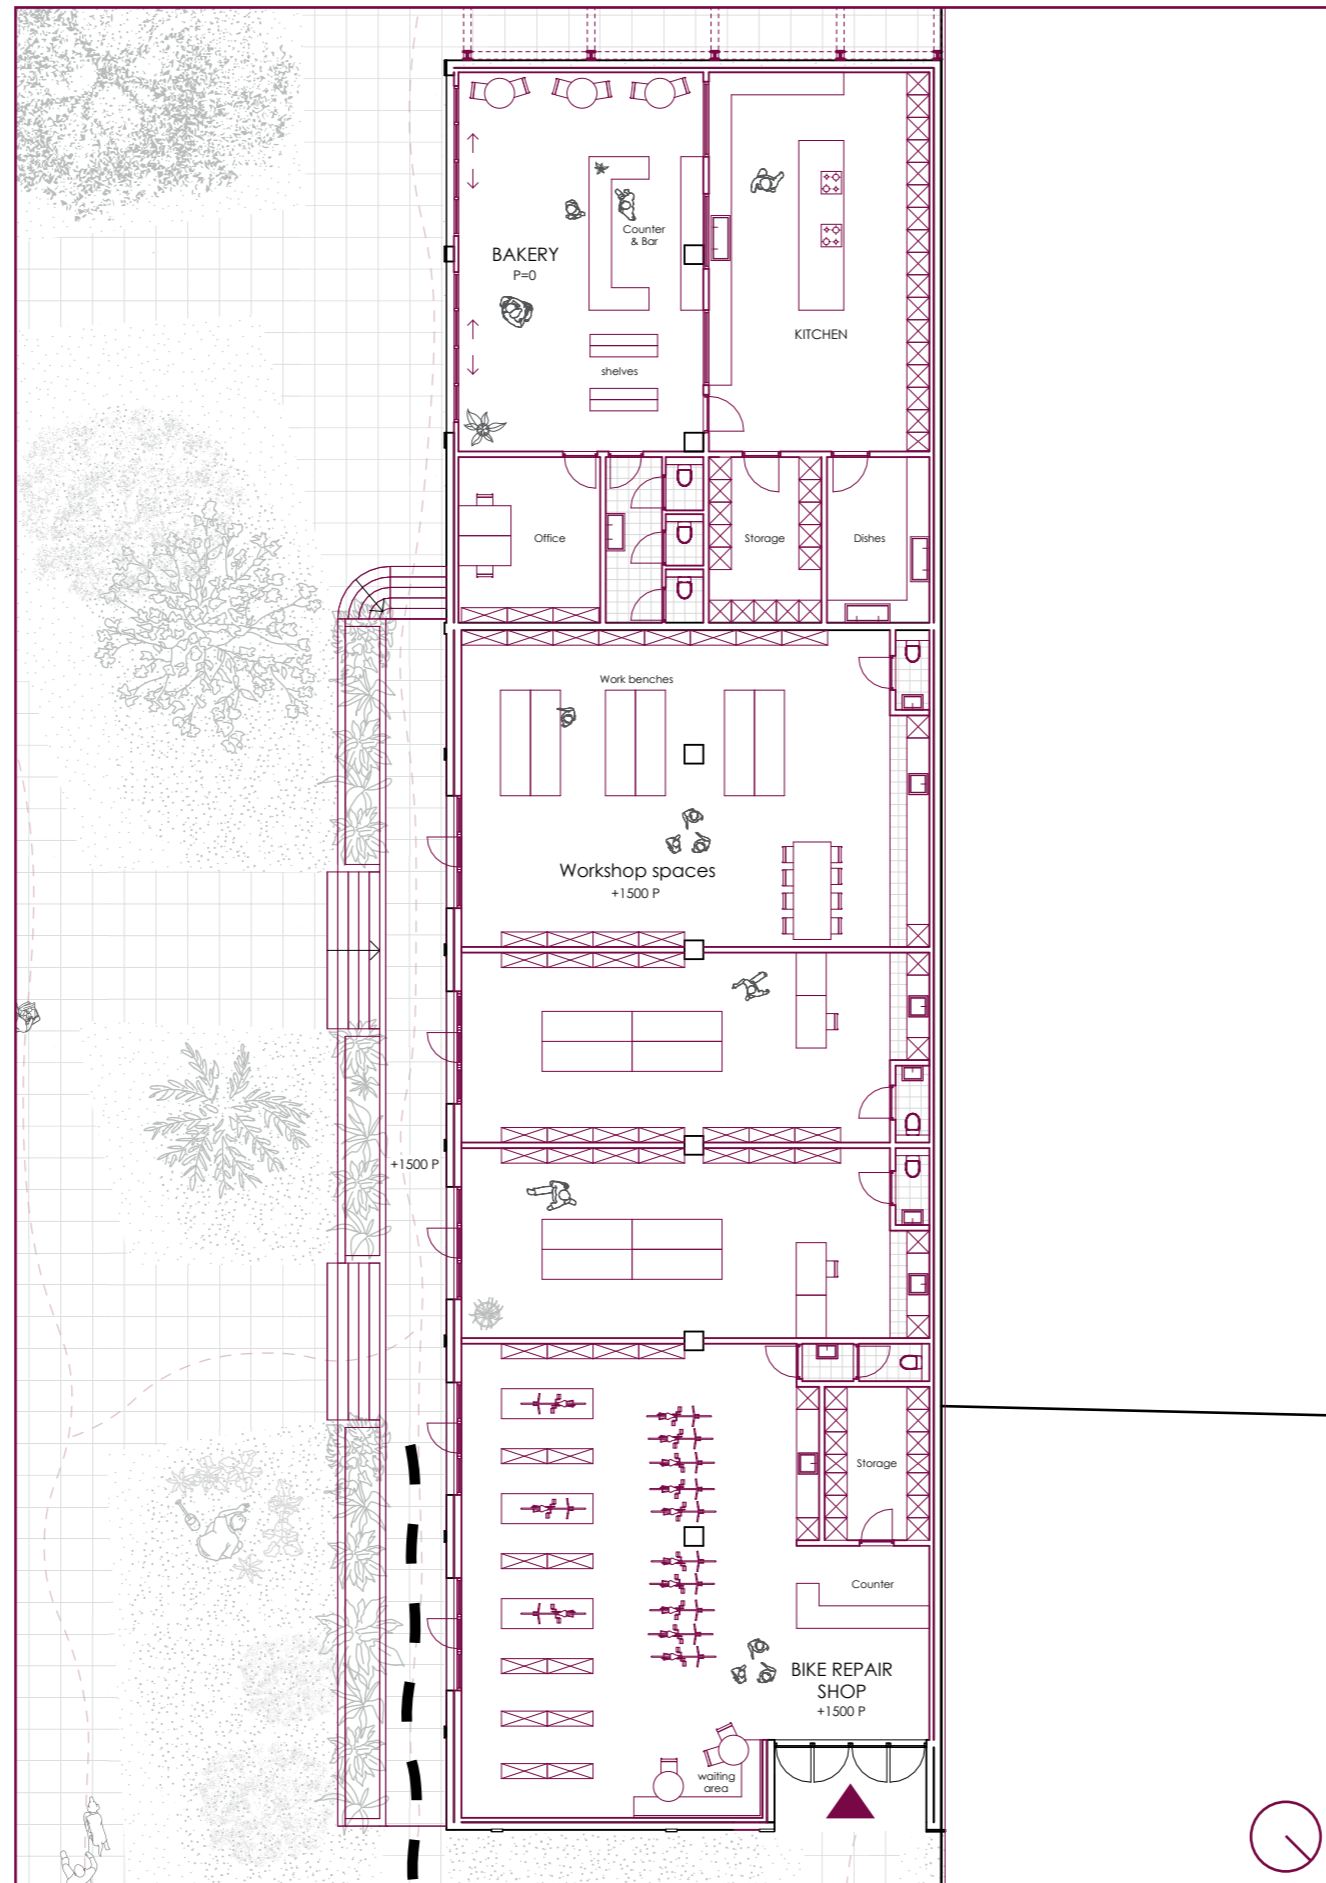 Counter
& Bar
BAKERY
P=0
KITCHEN
shelves
Office
Storage
Dishes
Work benches
Workshop spaces
+1500 P
+1500 P
Storage
Counter
BIKE REPAIR
SHOP
+1500 P
waiting
area